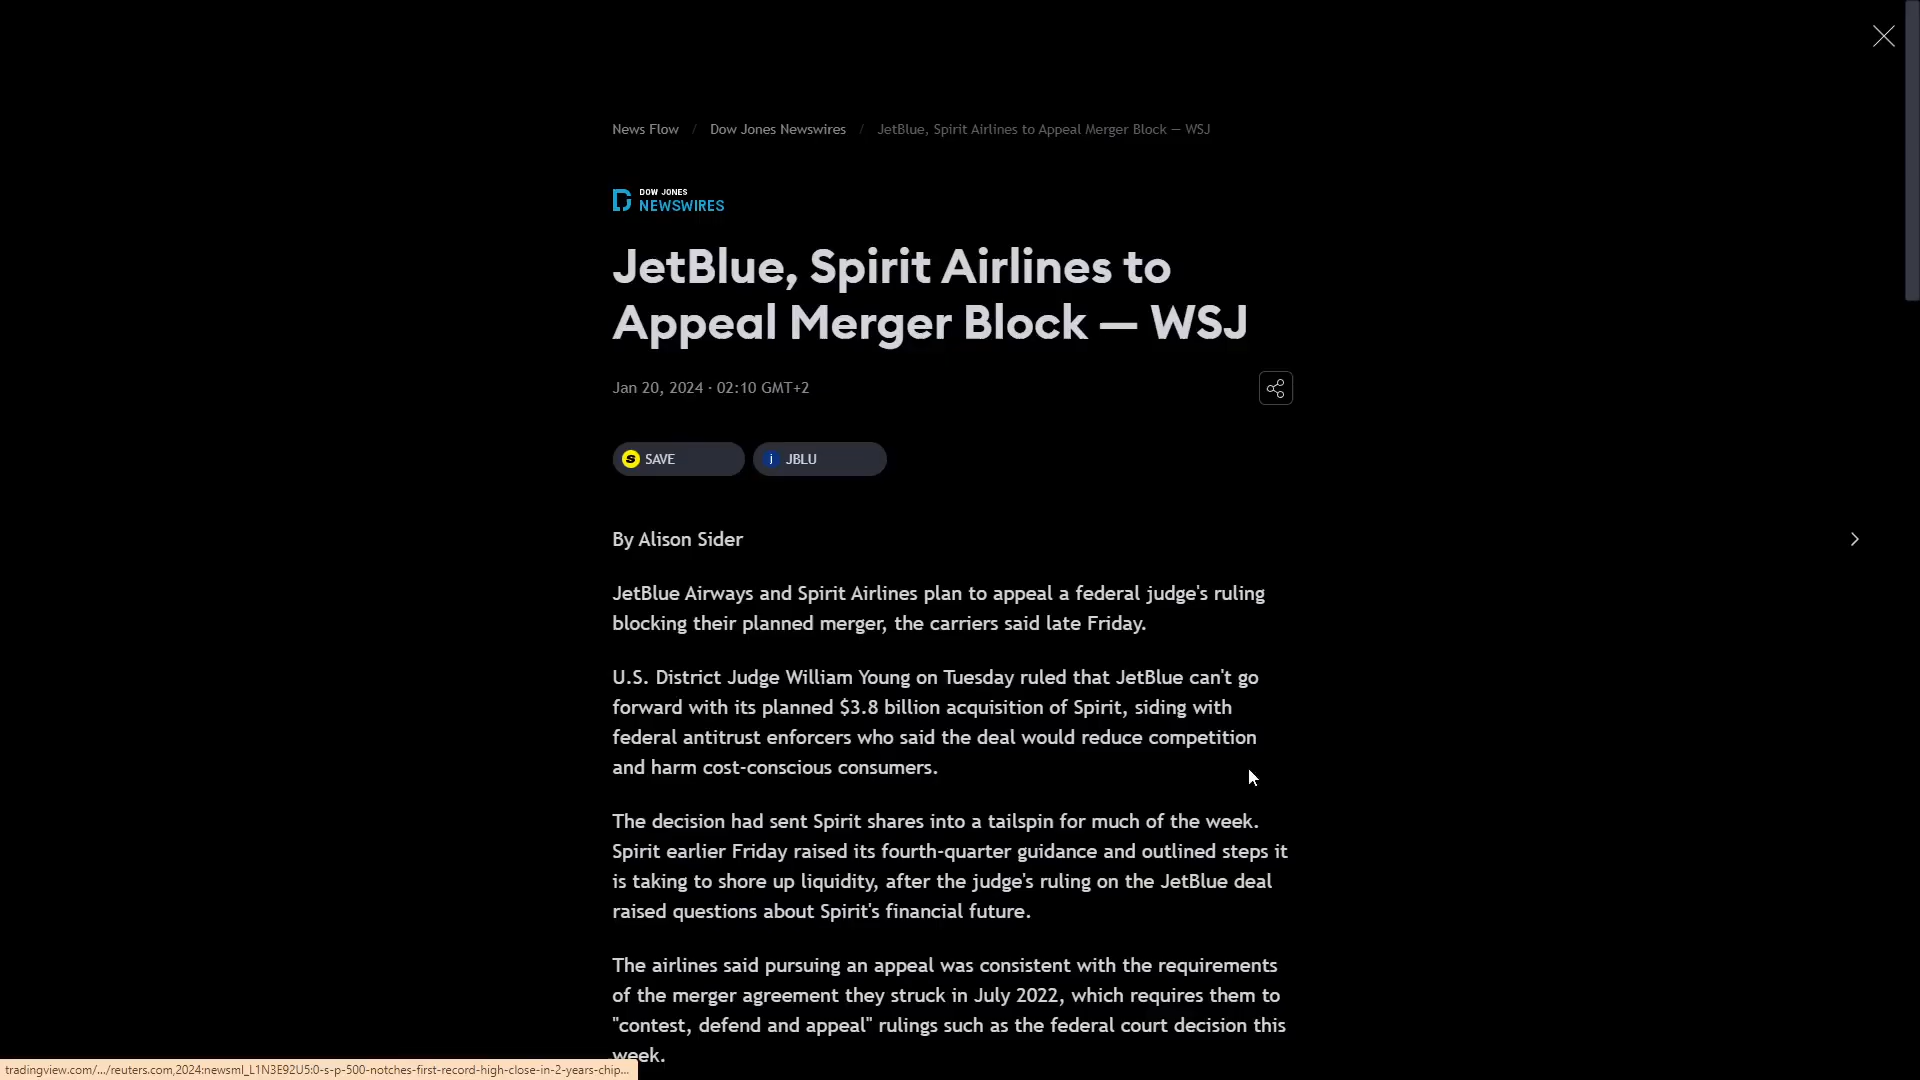 News Flow / Dow Jones Newswires / JetBlue, Spirit Airlines to Appeal Merger Block — WSJ
DOW JONES
NEWSWIRES
JetBlue, Spirit Airlines to
Appeal Merger Block — WSJ
Jan 20, 2024 · 02:10 GMT+2
SAVE JBLU
By Alison Sider
JetBlue Airways and Spirit Airlines plan to appeal a federal judge's ruling
blocking their planned merger, the carriers said late Friday.
U.S. District Judge William Young on Tuesday ruled that JetBlue can't go
forward with its planned $3.8 billion acquisition of Spirit, siding with
federal antitrust enforcers who said the deal would reduce competition
and harm cost-conscious consumers.
The decision had sent Spirit shares into a tailspin for much of the week.
Spirit earlier Friday raised its fourth-quarter guidance and outlined steps it
is taking to shore up liquidity, after the judge's ruling on the JetBlue deal
raised questions about Spirit's financial future.
The airlines said pursuing an appeal was consistent with the requirements
of the merger agreement they struck in July 2022, which requires them to
"contest, defend and appeal" rulings such as the federal court decision this
week.
tradingview.com/.../reuters.com,2024:newsml_L1N3E92U5:0-s-p-500-notches-first-record-high-close-in-2-years-chip...